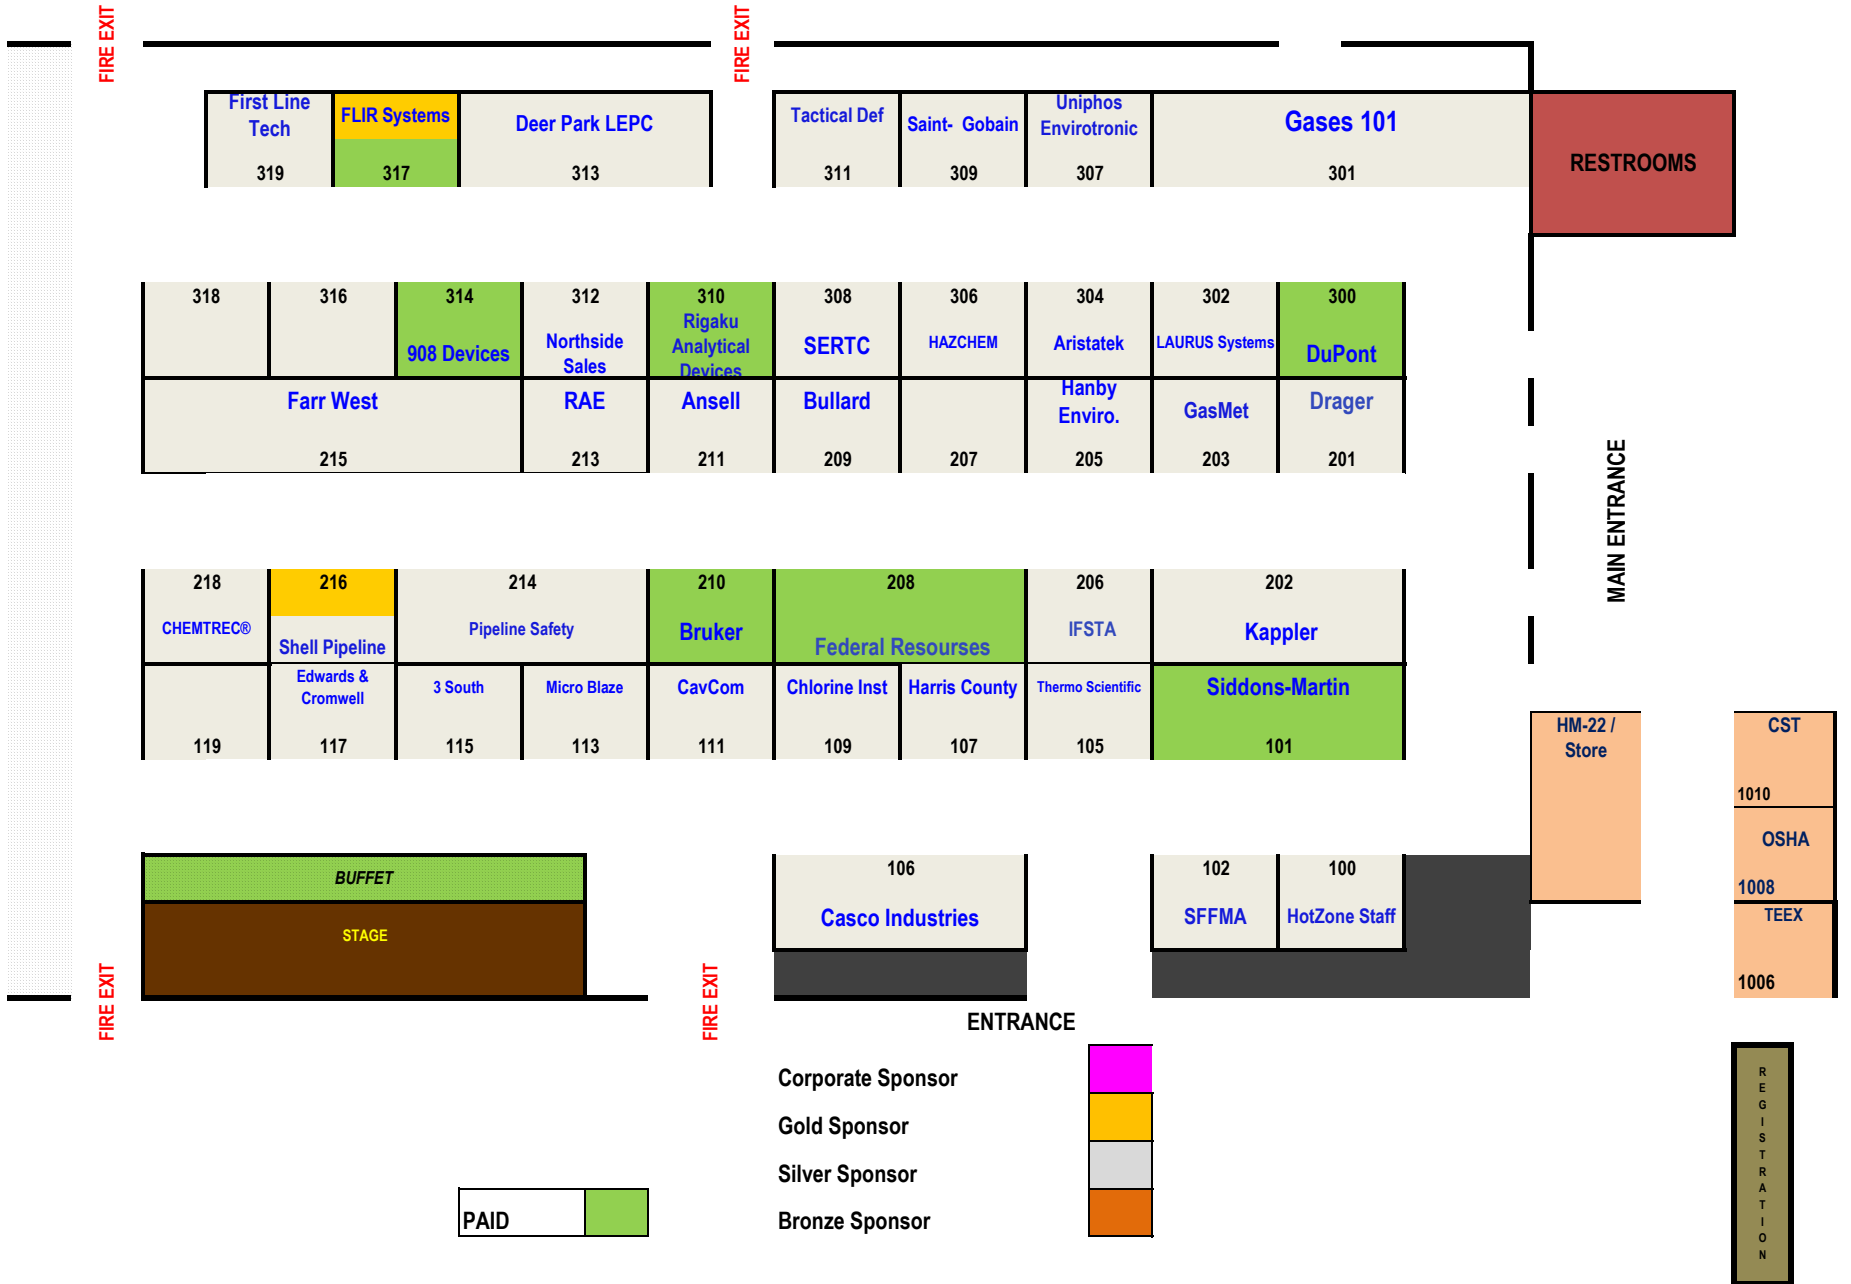 FIRE EXIT
FIRE EXIT
First Line
Tech
319
FLIR Systems
317
Deer Park LEPC
313
Tactical Def
311
Saint- Gobain
309
Uniphos
Envirotronic
307
Gases 101
301
RESTROOMS
318
316
314
908 Devices
312
Northside
Sales
310
Rigaku
Analytical
Devices
308
SERTC
306
HAZCHEM
304
Aristatek
302
LAURUS Systems
300
DuPont
Farr West
215
RAE
213
Ansell
211
Bullard
209
207
Hanby
Enviro.
205
GasMet
203
Drager
201
MAIN ENTRANCE
218
CHEMTREC®
216
Shell Pipeline
214
Pipeline Safety
210
Bruker
208
Federal Resourses
206
IFSTA
202
Kappler
119
Edwards &
Cromwell
117
3 South
115
Micro Blaze
113
CavCom
111
Chlorine Inst
109
Harris County
107
Thermo Scientific
105
Siddons-Martin
101
HM-22 /
Store
CST
1010
OSHA
1008
TEEX
1006
BUFFET
STAGE
106
Casco Industries
102
SFFMA
100
HotZone Staff
FIRE EXIT
FIRE EXIT
ENTRANCE
Corporate Sponsor
Gold Sponsor
Silver Sponsor
Bronze Sponsor
PAID
REGISTRATION